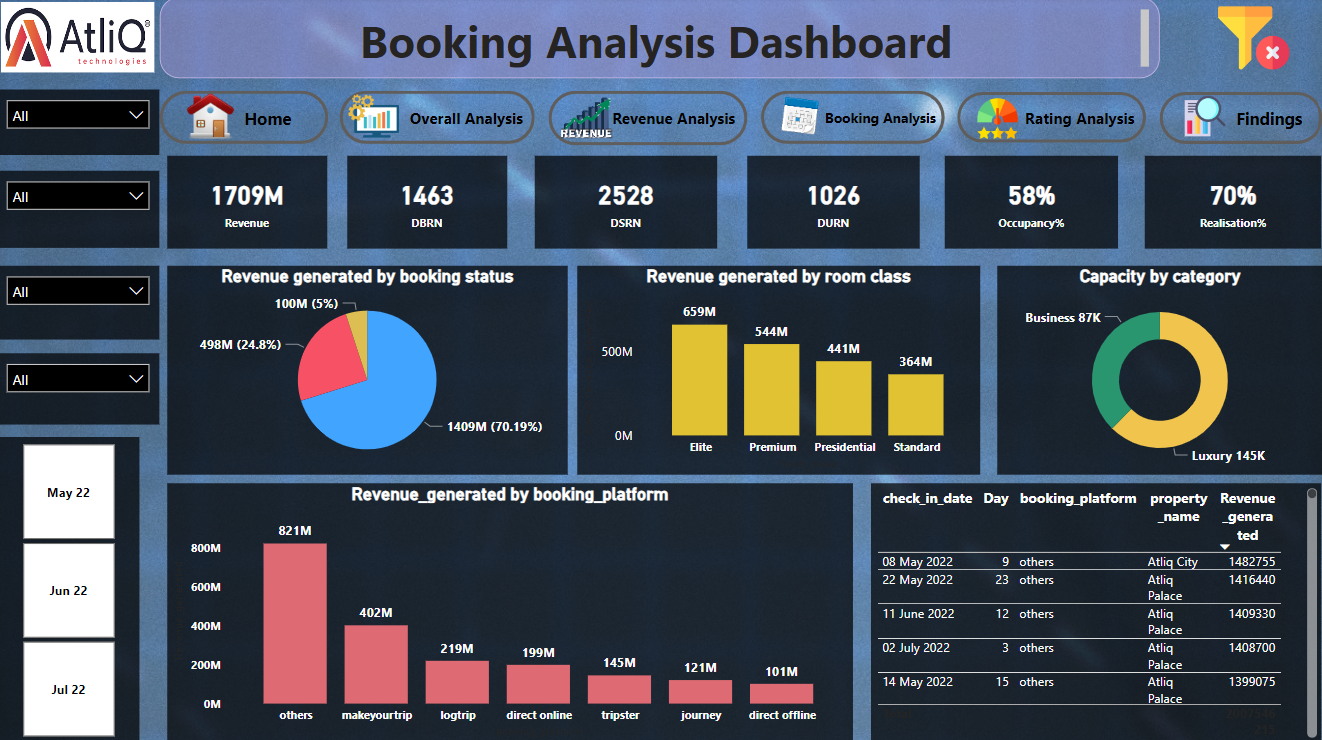 AtliQ®
technologies
Booking Analysis Dashboard
All
All
All
All
Home
Overall Analysis
REVENUE
Revenue Analysis
Booking Analysis
Rating Analysis
Findings
1709M
Revenue
1463
DBRN
2528
DSRN
1026
DURN
58%
Occupancy%
70%
Realisation%
Revenue generated by booking status
100M (5%)
498M (24.8%)
1409M (70.19%)
Revenue generated by room class
500M
0M
659M
544M
441M
364M
Elite
Premium
Presidential
Standard
Capacity by category
Business 87K
Luxury 145K
May 22
Jun 22
Jul 22
Revenue_generated by booking_platform
800M
600M
400M
200M
0M
821M
402M
219M
199M
145M
121M
101M
others
makeyourtrip
logtrip
direct online
tripster
journey
direct offline
check_in_date Day booking_platform property_name Revenue_generated
08 May 2022 9 others Atliq City 1482755
22 May 2022 23 others Atliq Palace 1416440
11 June 2022 12 others Atliq Palace 1409330
02 July 2022 3 others Atliq Palace 1408700
14 May 2022 15 others Atliq Palace 1399075